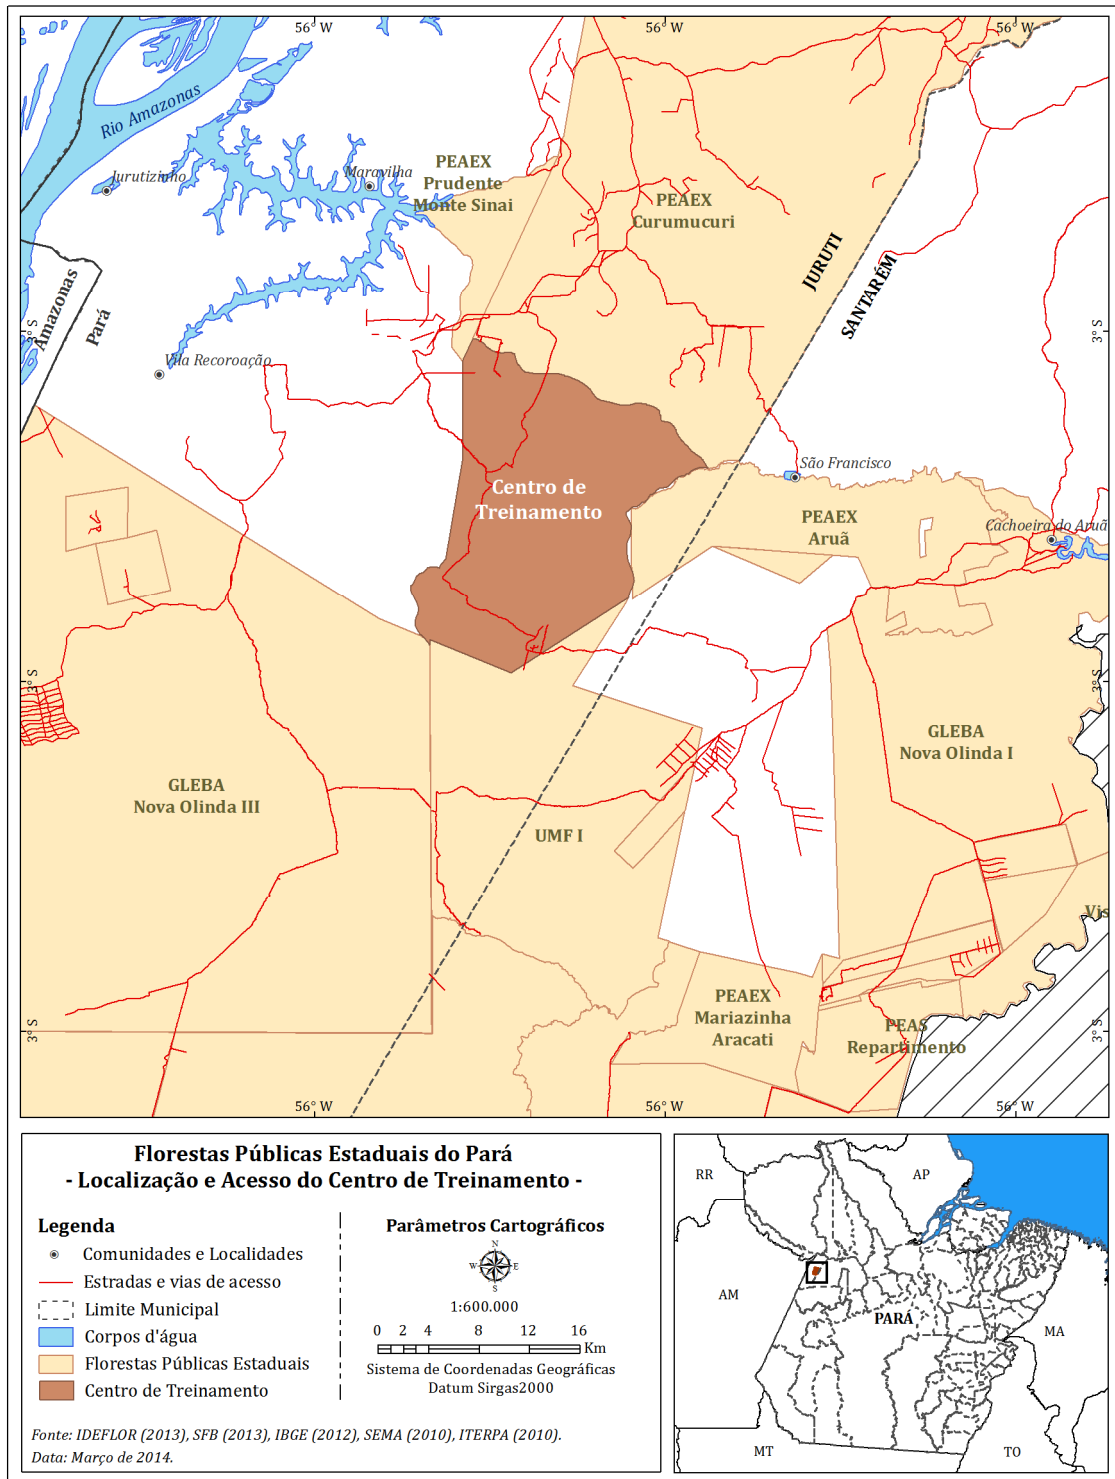 56° W
56° W
56° W
Rio Amazonas
Jurutizinho
Maravilha
PEAEX
Prudente
Monte Sinai
PEAEX
Curumucuri
JURUTI
SANTARÉM
Amazonas
Pará
3° S
3° S
Vila Recoroação
São Francisco
Centro de
Treinamento
PEAEX
Aruã
Cachoeira do Aruã
3° S
3° S
GLEBA
Nova Olinda I
GLEBA
Nova Olinda III
UMF I
Vis
PEAEX
Mariazinha
Aracati
PEAS
Repartimento
3° S
3° S
56° W
56° W
56° W
Florestas Públicas Estaduais do Pará
- Localização e Acesso do Centro de Treinamento -
Legenda
Comunidades e Localidades
Estradas e vias de acesso
Limite Municipal
Corpos d'água
Florestas Públicas Estaduais
Centro de Treinamento
Parâmetros Cartográficos
N
W E
S
1:600.000
0 2 4 8 12 16
Km
Sistema de Coordenadas Geográficas
Datum Sirgas2000
Fonte: IDEFLOR (2013), SFB (2013), IBGE (2012), SEMA (2010), ITERPA (2010).
Data: Março de 2014.
RR
AP
AM
PARÁ
MA
MT
TO